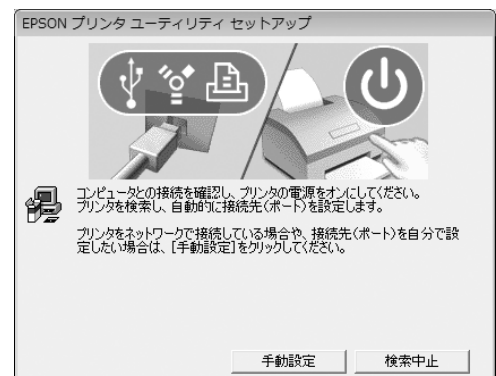 EPSON プリンタ ユーティリティ セットアップ
コンピュータとの接続を確認し、プリンタの電源をオンにしてください。
プリンタを検索し、自動的に接続先（ポート）を設定します。
プリンタをネットワークで接続している場合や、接続先（ポート）を自分で設
定したい場合は、［手動設定］をクリックしてください。
手動設定
検索中止